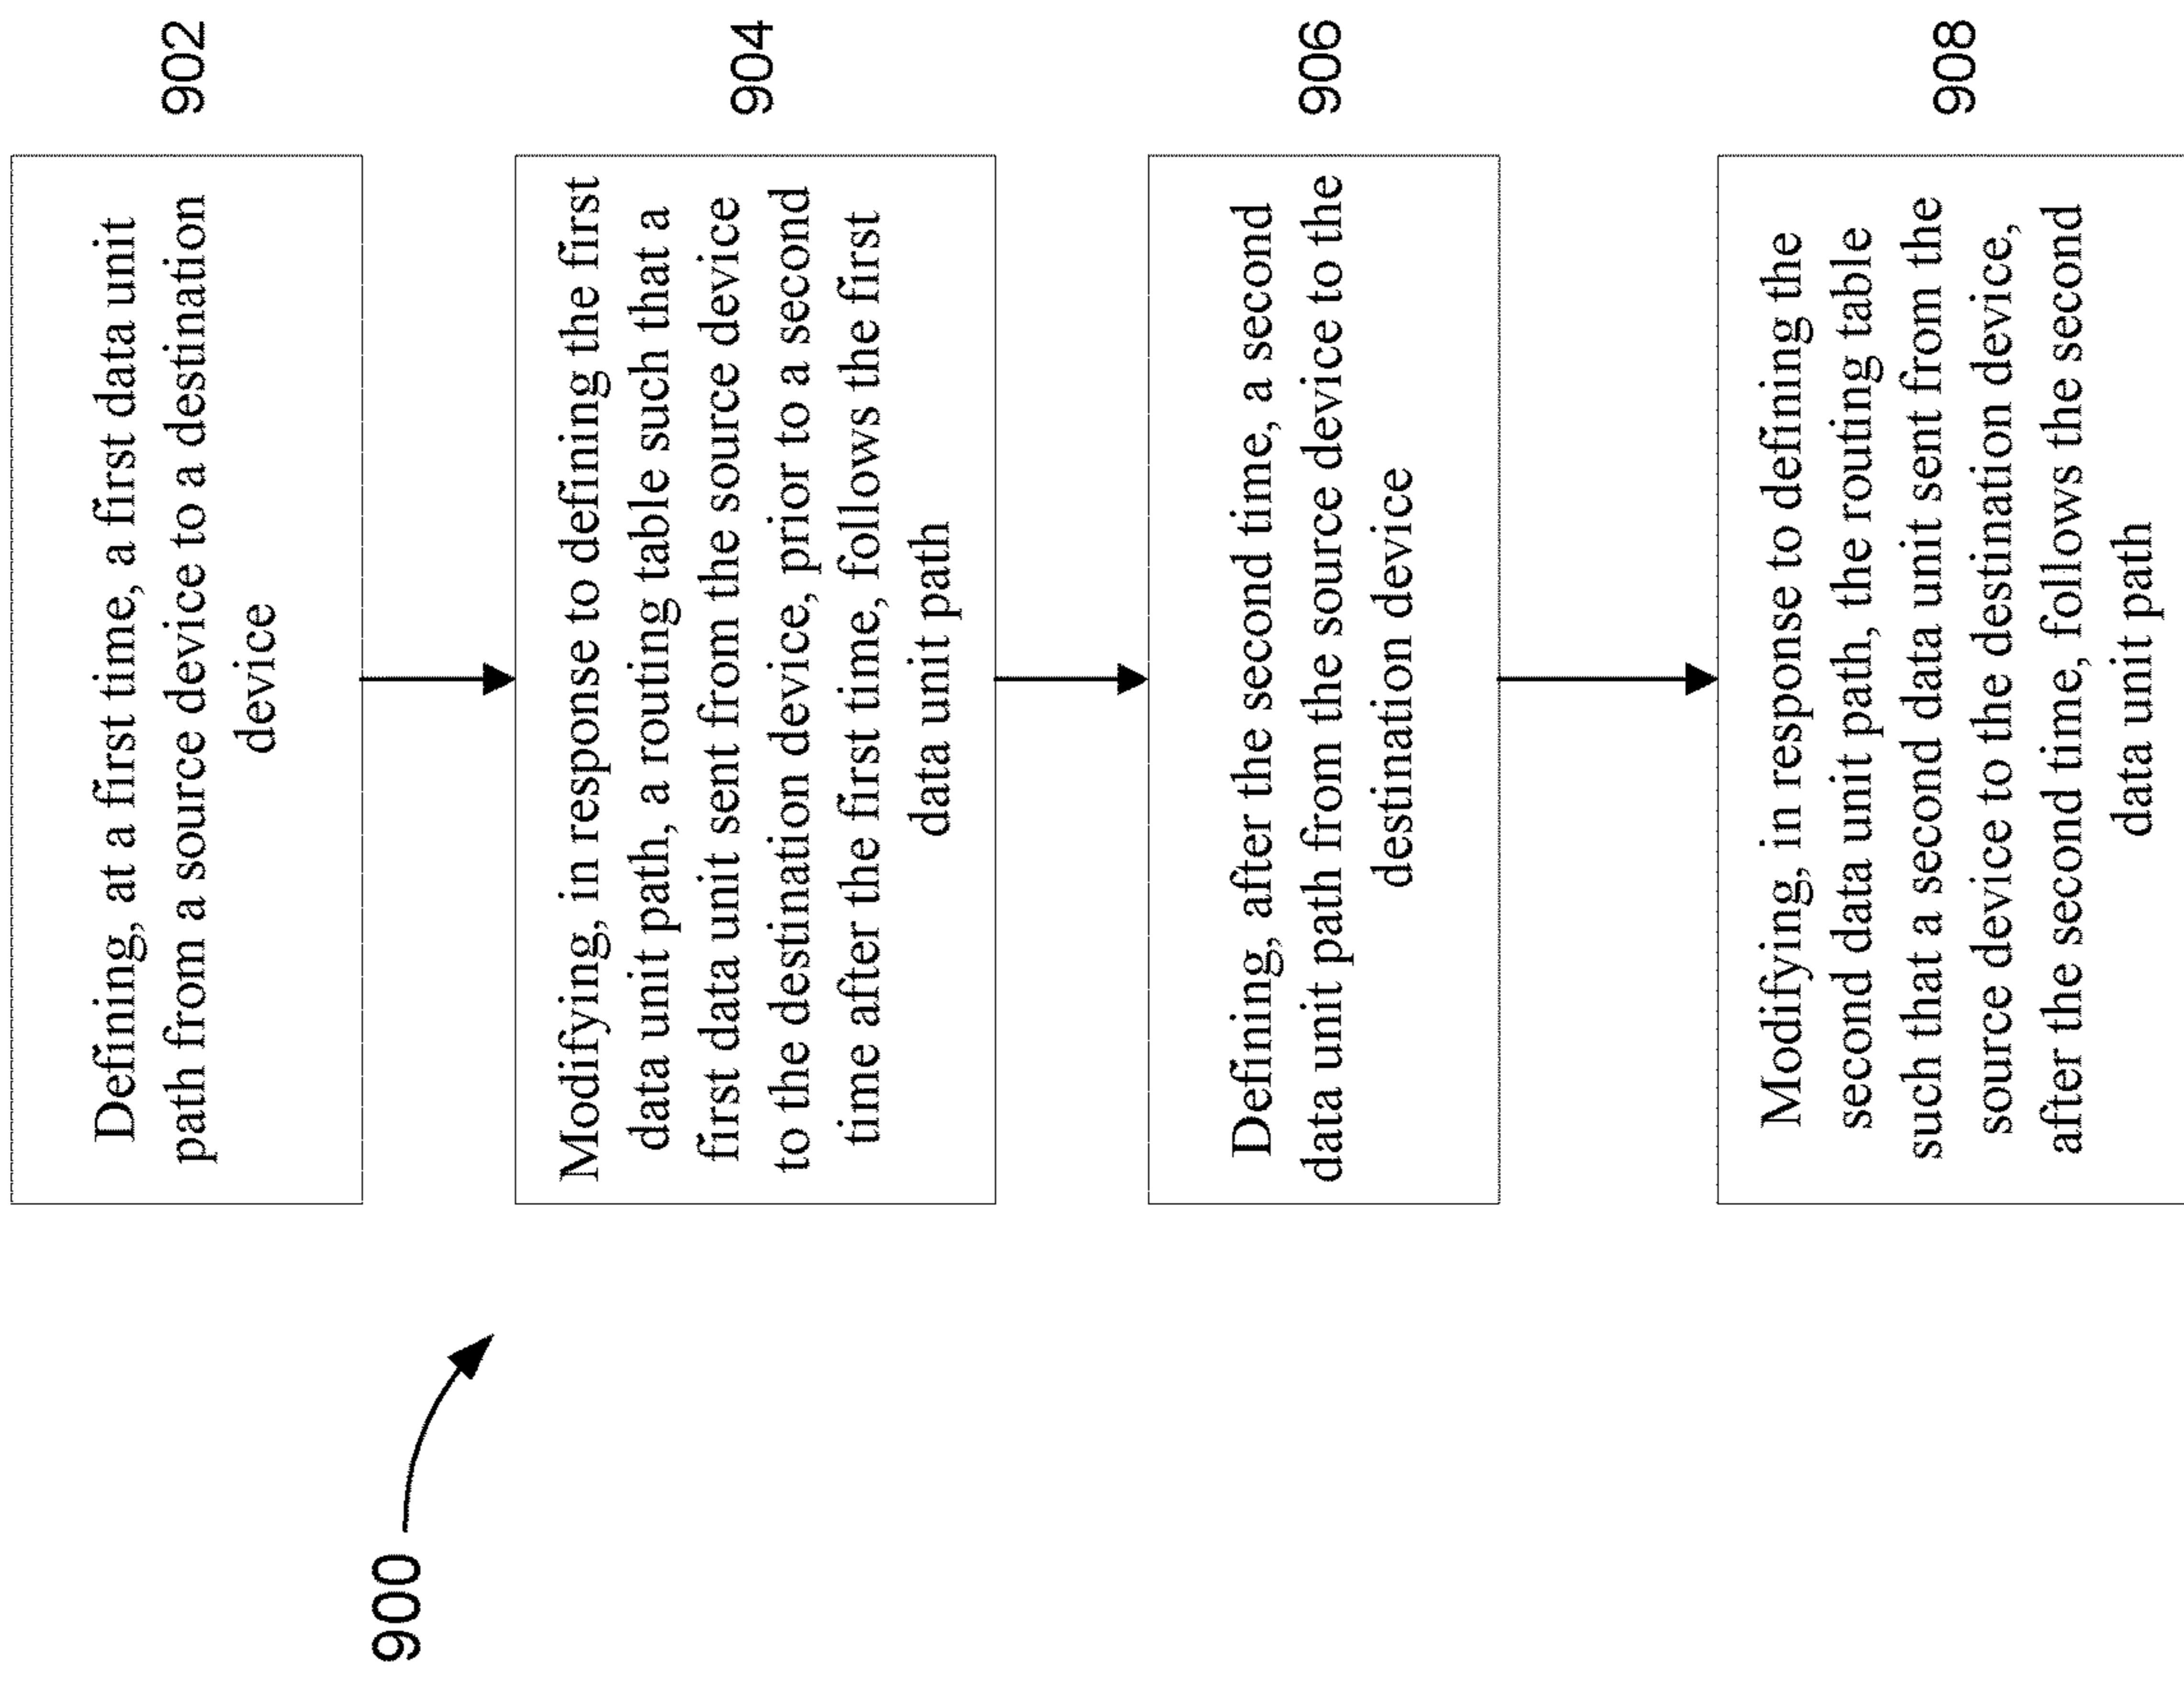 900
Defining, at a first time, a first data unit
path from a source device to a destination
device
902
Modifying, in response to defining the first
data unit path, a routing table such that a
first data unit sent from the source device
to the destination device, prior to a second
time after the first time, follows the first
data unit path
904
Defining, after the second time, a second
data unit path from the source device to the
destination device
906
Modifying, in response to defining the
second data unit path, the routing table
such that a second data unit sent from the
source device to the destination device,
after the second time, follows the second
data unit path
908